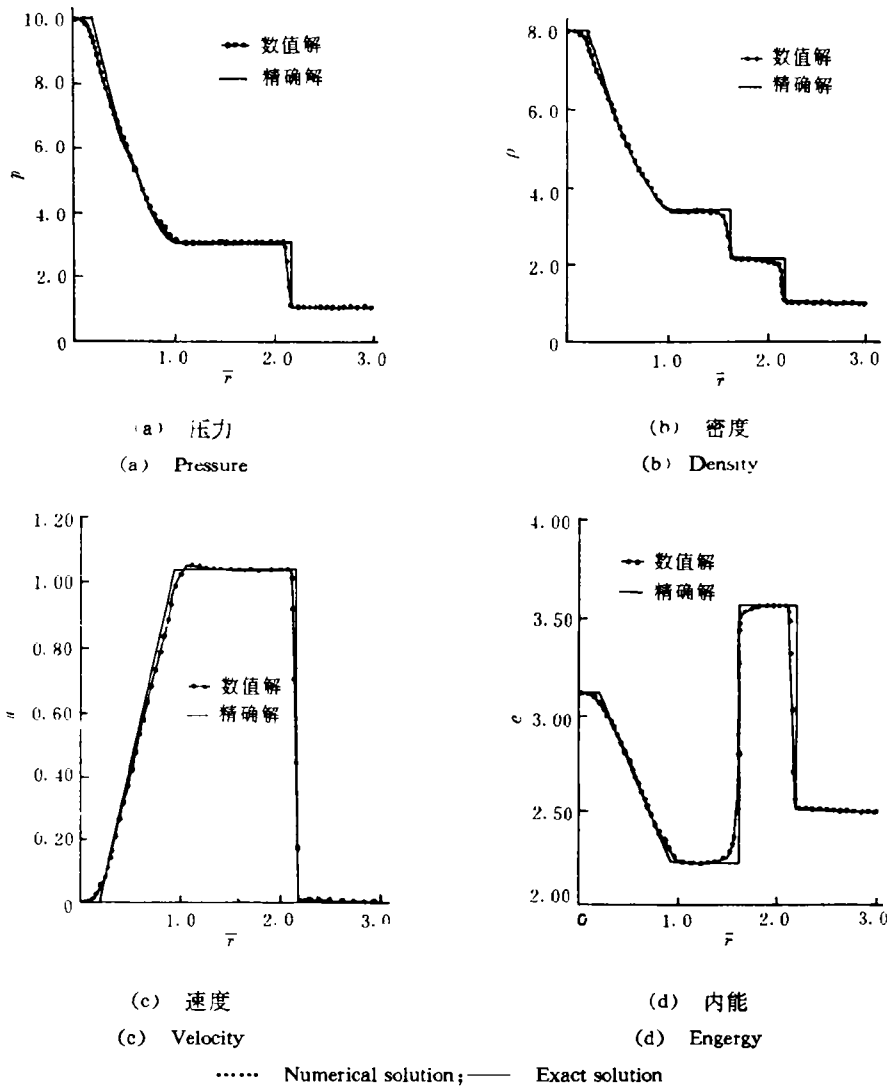 10.0
8.0
6.0
4.0
2.0
0
p
数值解
精确解
1.0
2.0
3.0
r̄
(a) 压力
(a) Pressure
8.0
6.0
4.0
2.0
0
ρ
数值解
精确解
1.0
2.0
3.0
r̄
(b) 密度
(b) Density
1.20
1.00
0.80
0.60
0.40
0.20
0
数值解
精确解
1.0
2.0
3.0
r̄
(c) 速度
(c) Velocity
4.00
3.50
3.00
2.50
2.00
e
数值解
精确解
0
1.0
2.0
3.0
r̄
(d) 内能
(d) Engergy
Numerical solution; —— Exact solution